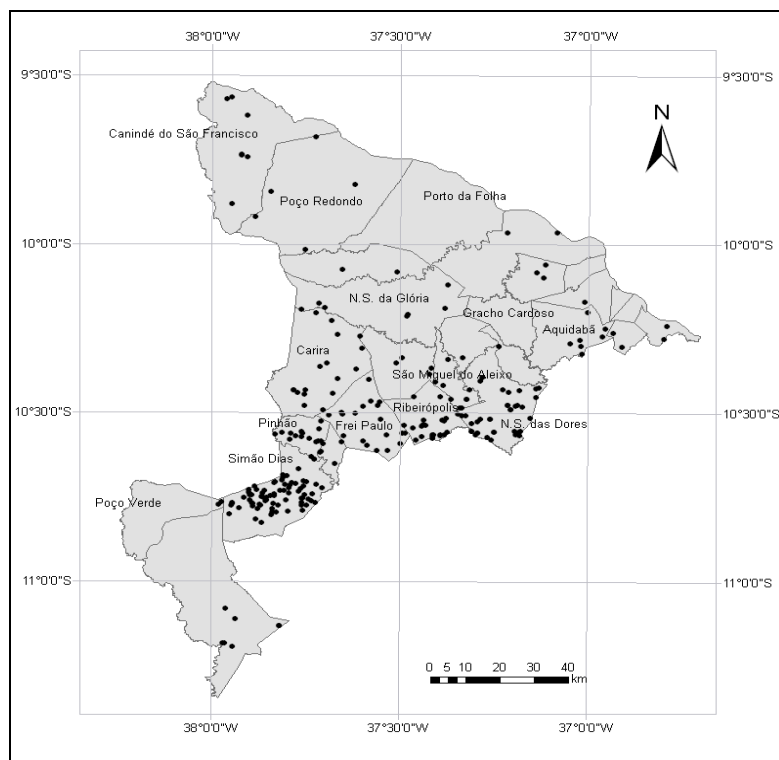 38°0'0"W 37°30'0"W 37°0'0"W
9°30'0"S 9°30'0"S
N
Canindé do São Francisco
Poço Redondo
Porto da Folha
10°0'0"S 10°0'0"S
N.S. da Glória
Gracho Cardoso
Aquidabã
Carira
São Miguel do Aleixo
Ribeirópolis
10°30'0"S 10°30'0"S
Pinhão
Frei Paulo
N.S. das Dores
Simão Dias
Poço Verde
11°0'0"S 11°0'0"S
0 5 10 20 30 40
km
38°0'0"W 37°30'0"W 37°0'0"W